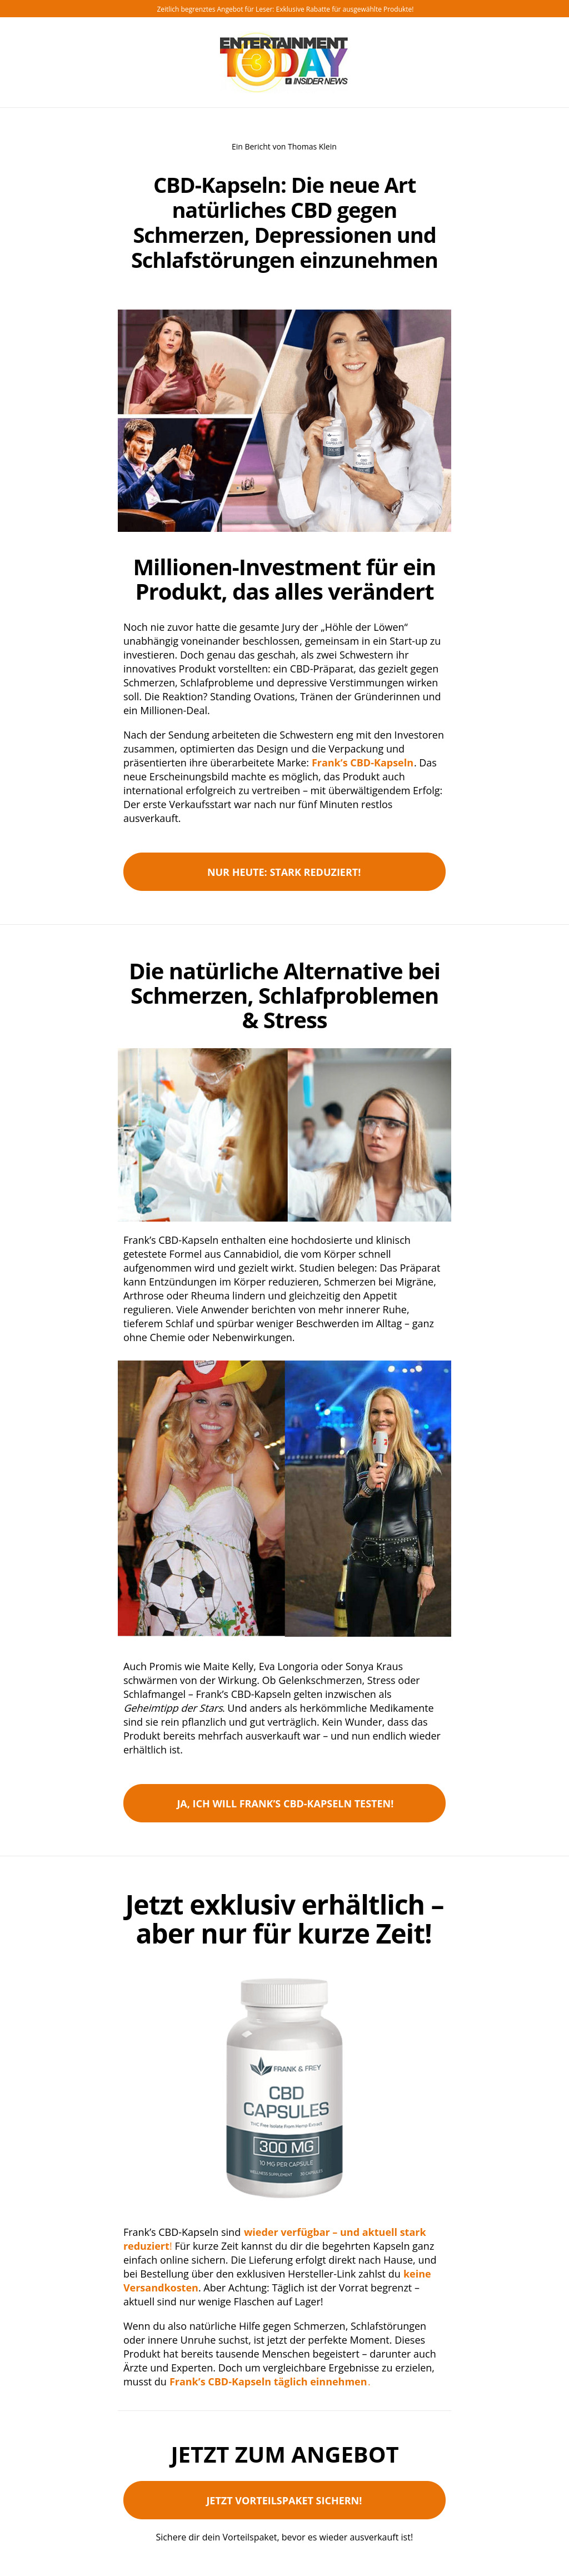 Zeitlich begrenztes Angebot für Leser: Exklusive Rabatte für ausgewählte Produkte!
ENTERTAINMENT
TODAY
INSIDER NEWS
Ein Bericht von Thomas Klein
CBD-Kapseln: Die neue Art
natürliches CBD gegen
Schmerzen, Depressionen und
Schlafstörungen einzunehmen
Millionen-Investment für ein
Produkt, das alles verändert
Noch nie zuvor hatte die gesamte Jury der „Höhle der Löwen“
unabhängig voneinander beschlossen, gemeinsam in ein Start-up zu
investieren. Doch genau das geschah, als zwei Schwestern ihr
innovatives Produkt vorstellten: ein CBD-Präparat, das gezielt gegen
Schmerzen, Schlafprobleme und depressive Verstimmungen wirken
soll. Die Reaktion? Standing Ovations, Tränen der Gründerinnen und
ein Millionen-Deal.
Nach der Sendung arbeiteten die Schwestern eng mit den Investoren
zusammen, optimierten das Design und die Verpackung und
präsentierten ihre überarbeitete Marke: Frank’s CBD-Kapseln. Das
neue Erscheinungsbild machte es möglich, das Produkt auch
international erfolgreich zu vertreiben – mit überwältigendem Erfolg:
Der erste Verkaufsstart war nach nur fünf Minuten restlos
ausverkauft.
NUR HEUTE: STARK REDUZIERT!
Die natürliche Alternative bei
Schmerzen, Schlafproblemen
& Stress
Frank’s CBD-Kapseln enthalten eine hochdosierte und klinisch
getestete Formel aus Cannabidiol, die vom Körper schnell
aufgenommen wird und gezielt wirkt. Studien belegen: Das Präparat
kann Entzündungen im Körper reduzieren, Schmerzen bei Migräne,
Arthrose oder Rheuma lindern und gleichzeitig den Appetit
regulieren. Viele Anwender berichten von mehr innerer Ruhe,
tieferem Schlaf und spürbar weniger Beschwerden im Alltag – ganz
ohne Chemie oder Nebenwirkungen.
Auch Promis wie Maite Kelly, Eva Longoria oder Sonya Kraus
schwärmen von der Wirkung. Ob Gelenkschmerzen, Stress oder
Schlafmangel – Frank’s CBD-Kapseln gelten inzwischen als
Geheimtipp der Stars. Und anders als herkömmliche Medikamente
sind sie rein pflanzlich und gut verträglich. Kein Wunder, dass das
Produkt bereits mehrfach ausverkauft war – und nun endlich wieder
erhältlich ist.
JA, ICH WILL FRANK’S CBD-KAPSELN TESTEN!
Jetzt exklusiv erhältlich –
aber nur für kurze Zeit!
FRANK & FREY
CBD
CAPSULES
THC Free Isolate From Hemp Extract
300 MG
10 MG PER CAPSULE
WELLNESS SUPPLEMENT 30 CAPSULES
Frank’s CBD-Kapseln sind wieder verfügbar – und aktuell stark
reduziert! Für kurze Zeit kannst du dir die begehrten Kapseln ganz
einfach online sichern. Die Lieferung erfolgt direkt nach Hause, und
bei Bestellung über den exklusiven Hersteller-Link zahlst du keine
Versandkosten. Aber Achtung: Täglich ist der Vorrat begrenzt –
aktuell sind nur wenige Flaschen auf Lager!
Wenn du also natürliche Hilfe gegen Schmerzen, Schlafstörungen
oder innere Unruhe suchst, ist jetzt der perfekte Moment. Dieses
Produkt hat bereits tausende Menschen begeistert – darunter auch
Ärzte und Experten. Doch um vergleichbare Ergebnisse zu erzielen,
musst du Frank’s CBD-Kapseln täglich einnehmen.
JETZT ZUM ANGEBOT
JETZT VORTEILSPAKET SICHERN!
Sichere dir dein Vorteilspaket, bevor es wieder ausverkauft ist!